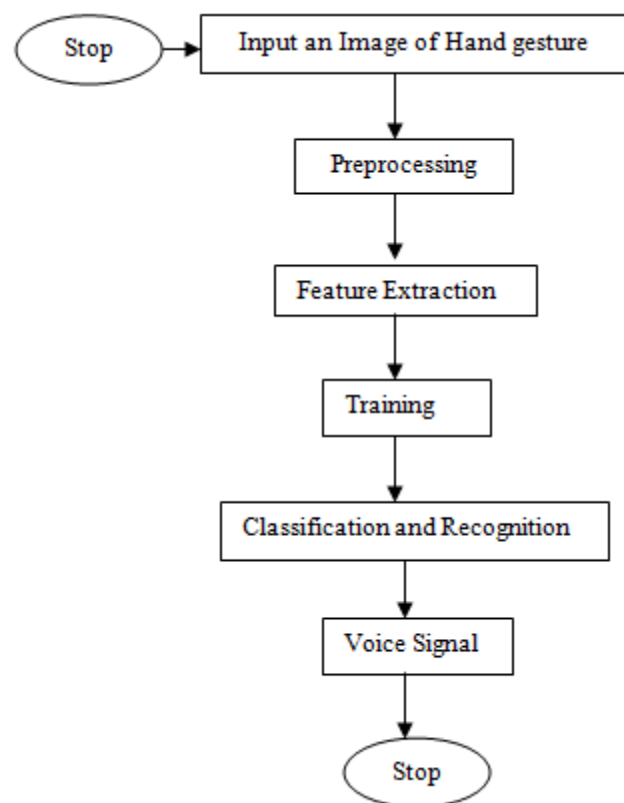 Stop
Input an Image of Hand gesture
Preprocessing
Feature Extraction
Training
Classification and Recognition
Voice Signal
Stop